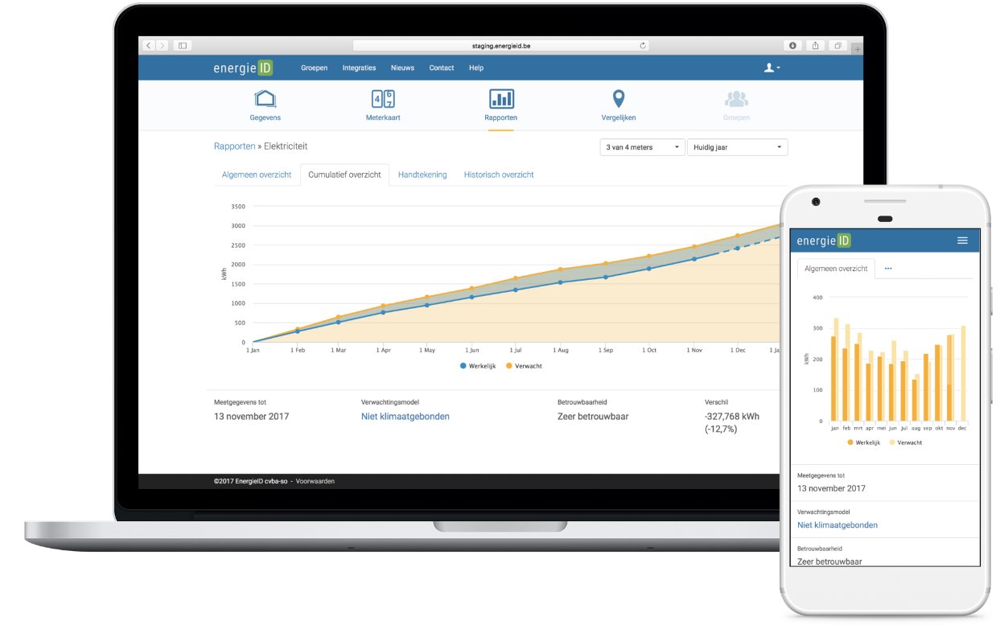 staging.energieid.be
energieID Groepen Integraties Nieuws Contact Help
4 6 7
Gegevens Meterkaart Rapporten Vergelijken Groepen
Rapporten » Elektriciteit
3 van 4 meters Huidig jaar
Algemeen overzicht Cumulatief overzicht Handtekening Historisch overzicht
3500
3000
2500
2000
1500
1000
500
0
kWh
1 Jan 1 Feb 1 Mar 1 Apr 1 May 1 Jun 1 Jul 1 Aug 1 Sep 1 Oct 1 Nov 1 Dec 1 Ja
Werkelijk Verwacht
Meetgegevens tot
13 november 2017
Verwachtingsmodel
Niet klimaatgebonden
Betrouwbaarheid
Zeer betrouwbaar
Verschil
-327,768 kWh
(-12,7%)
©2017 EnergieID cvba-so - Voorwaarden
energieID
Algemeen overzicht ...
400
300
200
100
0
kWh
jan feb mrt apr mei jun jul aug sep okt nov dec
Werkelijk Verwacht
Meetgegevens tot
13 november 2017
Verwachtingsmodel
Niet klimaatgebonden
Betrouwbaarheid
Zeer betrouwbaar